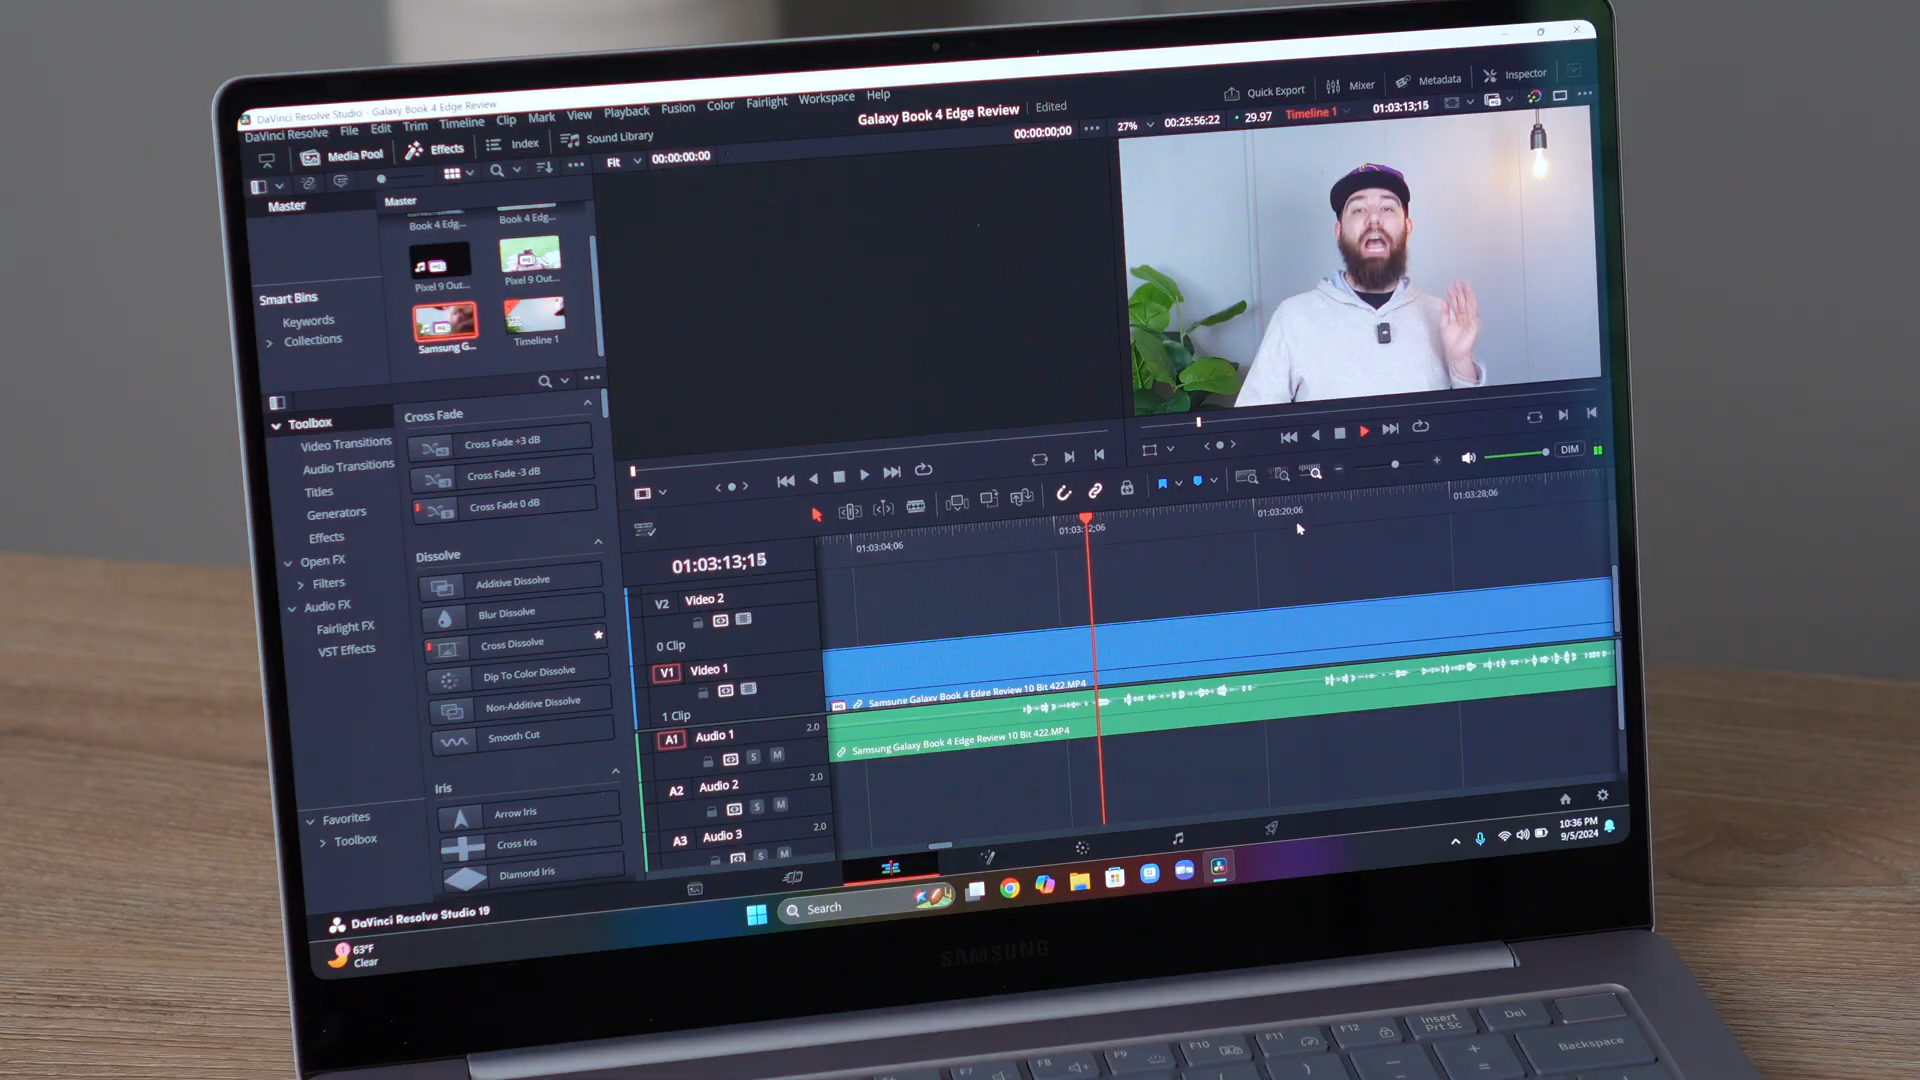 DaVinci Resolve Studio - Galaxy Book 4 Edge Review
DaVinci Resolve File Edit Trim Timeline Clip Mark View Playback Fusion Color Fairlight Workspace Help
Media Pool Effects Index Sound Library
Galaxy Book 4 Edge Review Edited
Quick Export Mixer Metadata Inspector
Fit 00:00:00:00
00:00:00;00
27% 00:25:56:22 29.97 Timeline 1 01:03:13;15
Master
Master
Book 4 Edg... Book 4 Edg...
Pixel 9 Out... Pixel 9 Out...
Samsung G... Timeline 1
Smart Bins
Keywords
Collections
Toolbox
Video Transitions
Audio Transitions
Titles
Generators
Effects
Open FX
Filters
Audio FX
Fairlight FX
VST Effects
Favorites
Toolbox
Cross Fade
Cross Fade +3 dB
Cross Fade -3 dB
Cross Fade 0 dB
Dissolve
Additive Dissolve
Blur Dissolve
Cross Dissolve
Dip To Color Dissolve
Non-Additive Dissolve
Smooth Cut
Iris
Arrow Iris
Cross Iris
Diamond Iris
DIM
01:03:13;15
01:03:04;06
01:03:12;06
01:03:20;06
01:03:28;06
V2 Video 2
0 Clip
V1 Video 1
1 Clip
A1 Audio 1 2.0
S M
A2 Audio 2 2.0
S M
A3 Audio 3 2.0
S M
Samsung Galaxy Book 4 Edge Review 10 Bit 422.MP4
Samsung Galaxy Book 4 Edge Review 10 Bit 422.MP4
DaVinci Resolve Studio 19
1
63°F
Clear
Search
10:36 PM
9/5/2024
SAMSUNG
F7 F8 F9 F10 F11 F12 Insert
Prt Sc
Del
Backspace